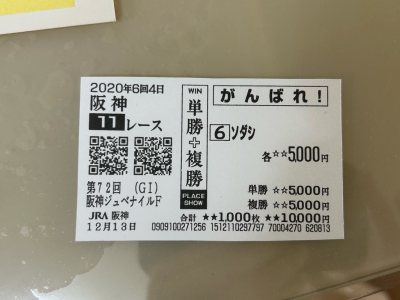 2020年6回4日
阪神
11レース
第72回 (GI)
阪神ジュベナイルF
JRA 阪神
12月13日
WIN
単勝+複勝
PLACE SHOW
がんばれ!
6 ソダシ
各☆☆5,000円
単勝 ☆☆5,000円
複勝 ☆☆5,000円
合計 ★★1,000枚 ★★10,000円
0909100271256 1512110297797 70004270 620813